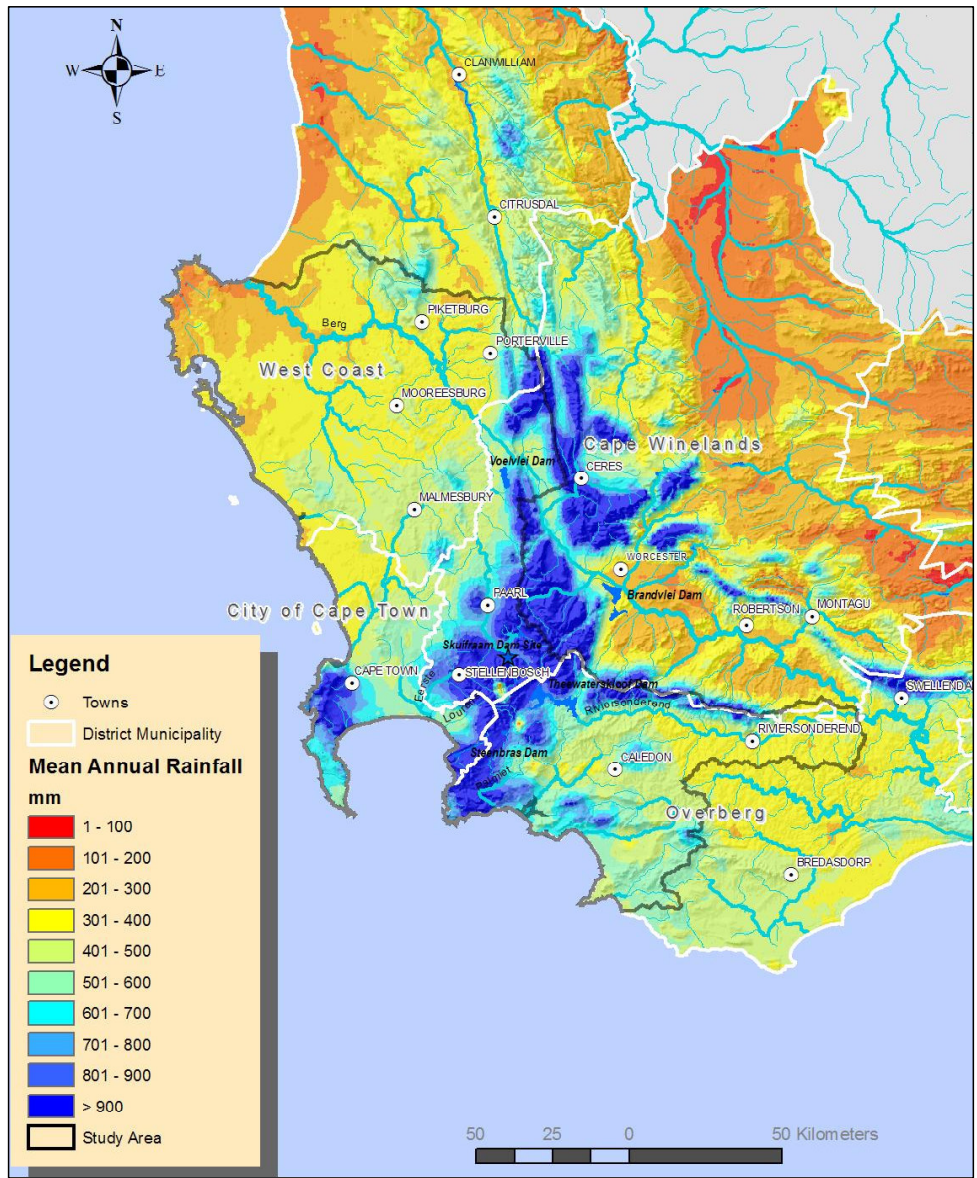 N
W E
S
CLANWILLIAM
CITRUSDAL
PIKETBURG
Berg
PORTERVILLE
West Coast
MOOREESBURG
Cape Winelands
Voelvlei Dam
CERES
MALMESBURY
WORCESTER
Brandvlei Dam
City of Cape Town
PAARL
ROBERTSON
MONTAGU
Skuifraam Dam Site
CAPE TOWN
STELLENBOSCH
Eerste
Theewaterskloof Dam
SWELLENDA
Riviersonderend
RIVIERSONDEREND
Steenbras Dam
CALEDON
Overberg
BREDASDORP
Legend
Towns
District Municipality
Mean Annual Rainfall
mm
1 - 100
101 - 200
201 - 300
301 - 400
401 - 500
501 - 600
601 - 700
701 - 800
801 - 900
> 900
Study Area
50 25 0 50 Kilometers